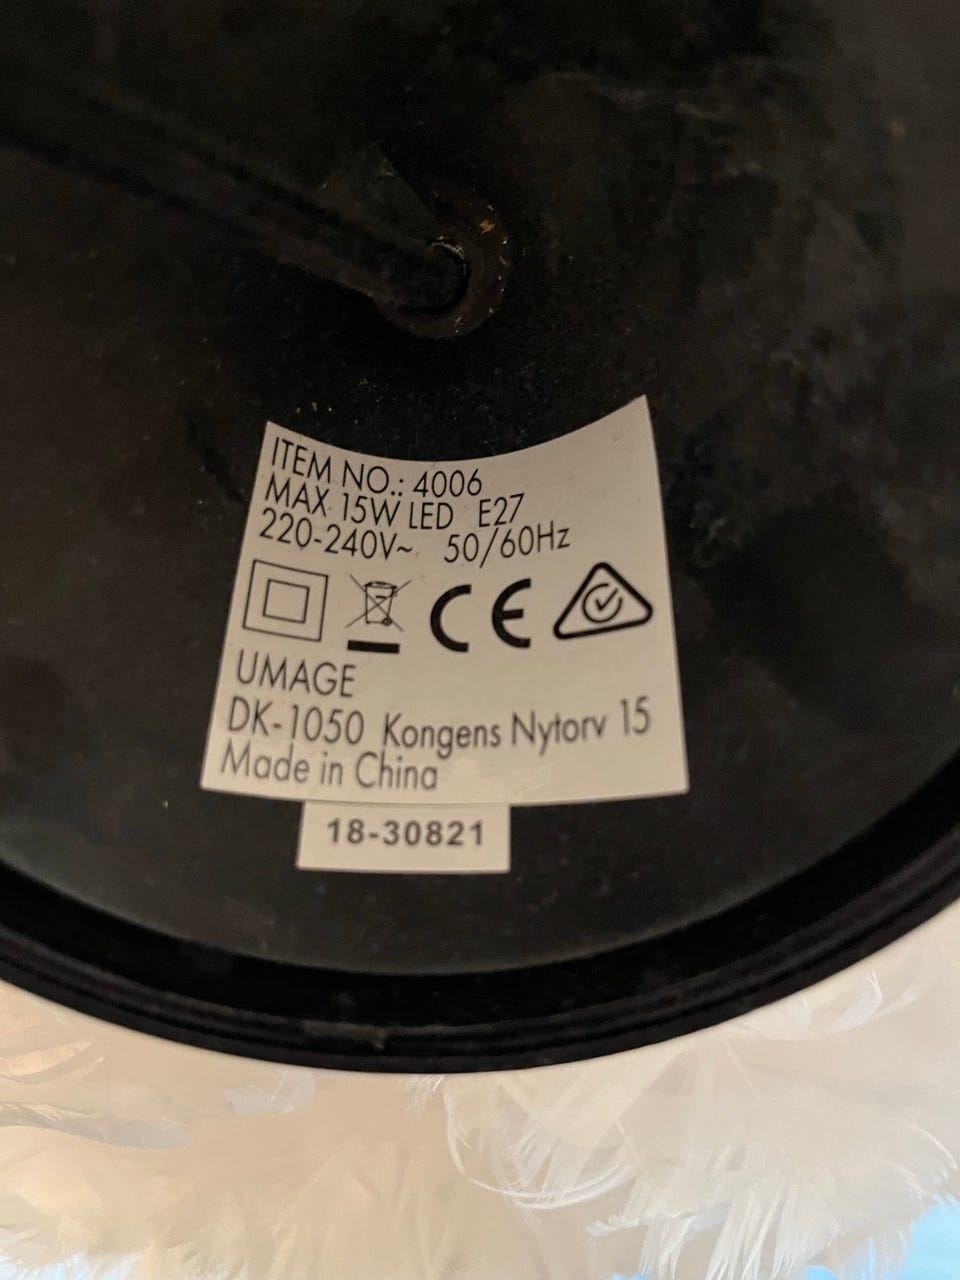 ITEM NO.: 4006
MAX 15W LED E27
220-240V~ 50/60Hz
CE
UMAGE
DK-1050 Kongens Nytorv 15
Made in China
18-30821